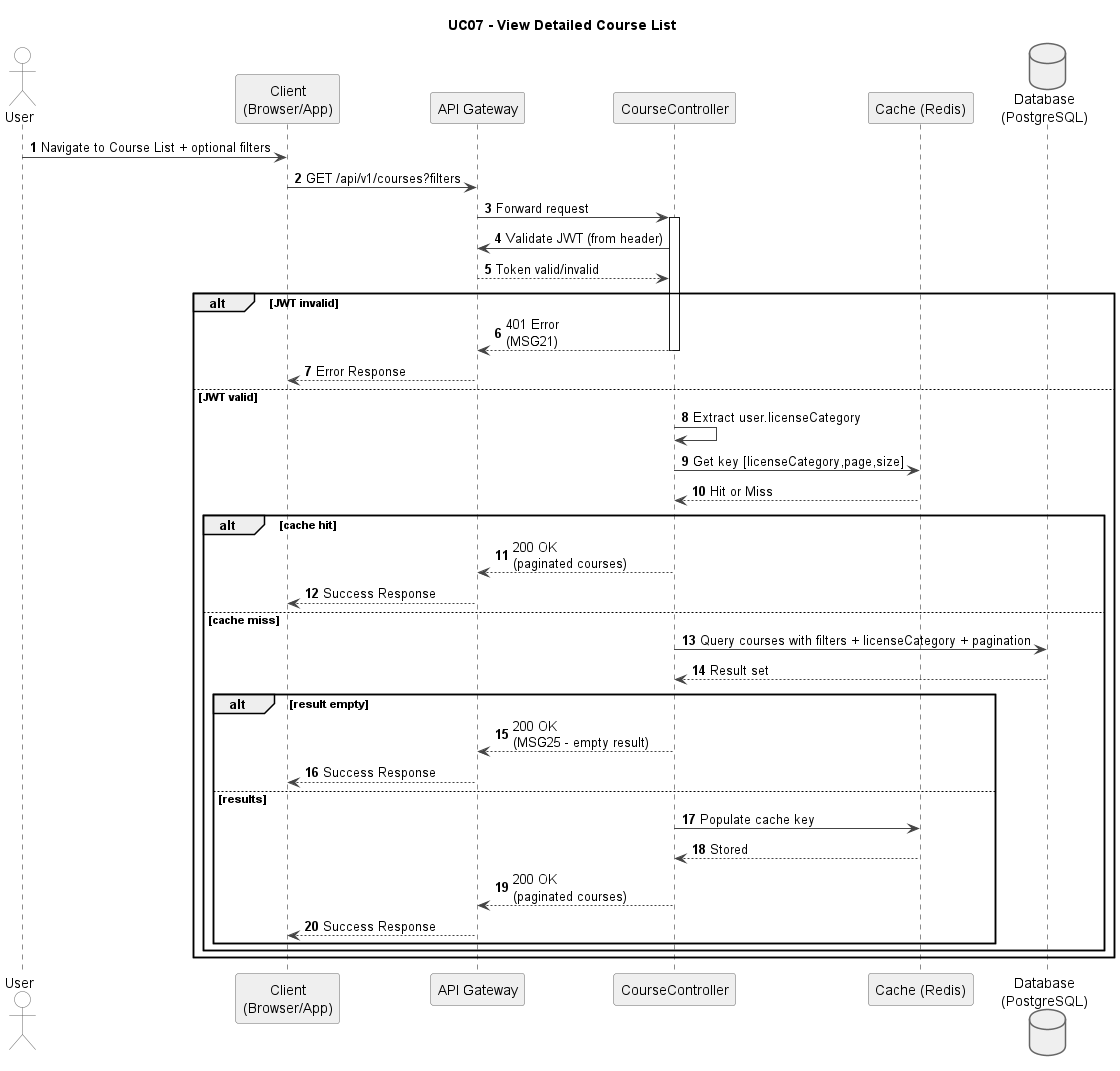 UC07 - View Detailed Course List
User
Client
(Browser/App)
API Gateway
CourseController
Cache (Redis)
Database
(PostgreSQL)
1 Navigate to Course List + optional filters
2 GET /api/v1/courses?filters
3 Forward request
4 Validate JWT (from header)
5 Token valid/invalid
alt [JWT invalid]
6 401 Error
(MSG21)
7 Error Response
[JWT valid]
8 Extract user.licenseCategory
9 Get key [licenseCategory,page,size]
10 Hit or Miss
alt [cache hit]
11 200 OK
(paginated courses)
12 Success Response
[cache miss]
13 Query courses with filters + licenseCategory + pagination
14 Result set
alt [result empty]
15 200 OK
(MSG25 - empty result)
16 Success Response
[results]
17 Populate cache key
18 Stored
19 200 OK
(paginated courses)
20 Success Response
User
Client
(Browser/App)
API Gateway
CourseController
Cache (Redis)
Database
(PostgreSQL)